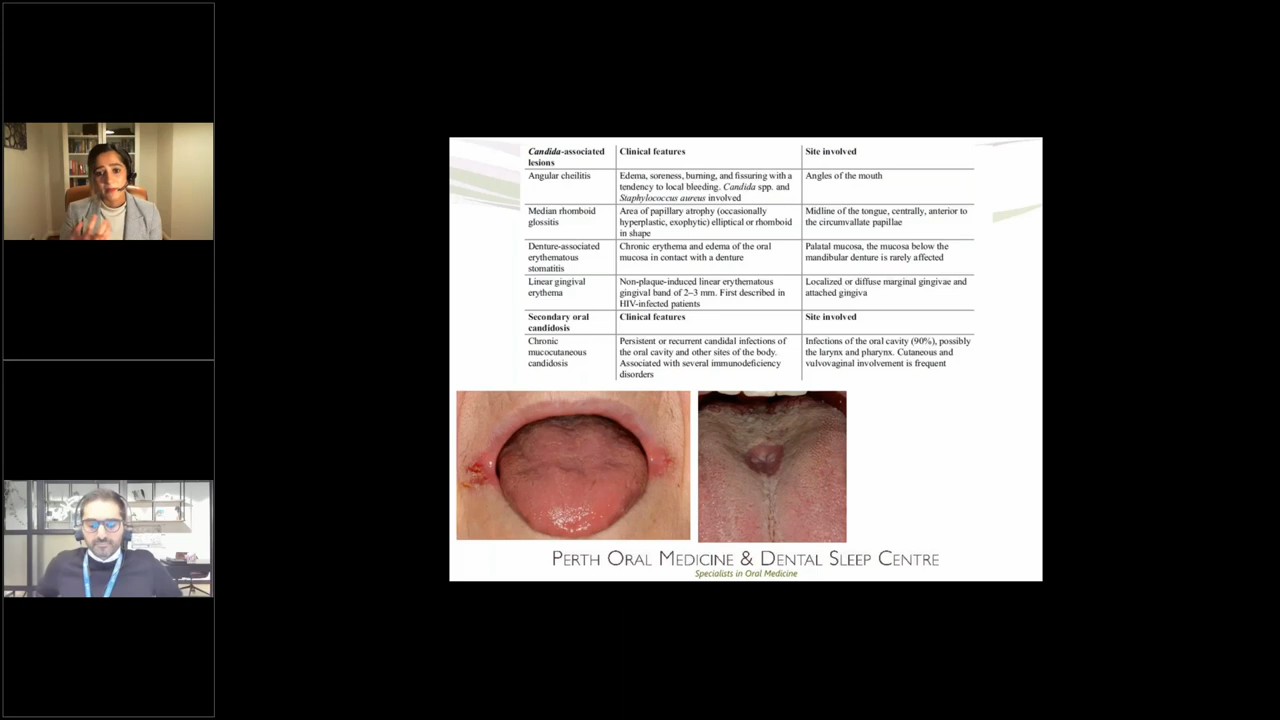 Candida-associated lesions Clinical features Site involved
Angular cheilitis Edema, soreness, burning, and fissuring with a tendency to local bleeding. Candida spp. and Staphylococcus aureus involved Angles of the mouth
Median rhomboid glossitis Area of papillary atrophy (occasionally hyperplastic, exophytic) elliptical or rhomboid in shape Midline of the tongue, centrally, anterior to the circumvallate papillae
Denture-associated erythematous stomatitis Chronic erythema and edema of the oral mucosa in contact with a denture Palatal mucosa, the mucosa below the mandibular denture is rarely affected
Linear gingival erythema Non-plaque-induced linear erythematous gingival band of 2–3 mm. First described in HIV-infected patients Localized or diffuse marginal gingivae and attached gingiva
Secondary oral candidosis Clinical features Site involved
Chronic mucocutaneous candidosis Persistent or recurrent candidal infections of the oral cavity and other sites of the body. Associated with several immunodeficiency disorders Infections of the oral cavity (90%), possibly the larynx and pharynx. Cutaneous and vulvovaginal involvement is frequent
PERTH ORAL MEDICINE & DENTAL SLEEP CENTRE
Specialists in Oral Medicine